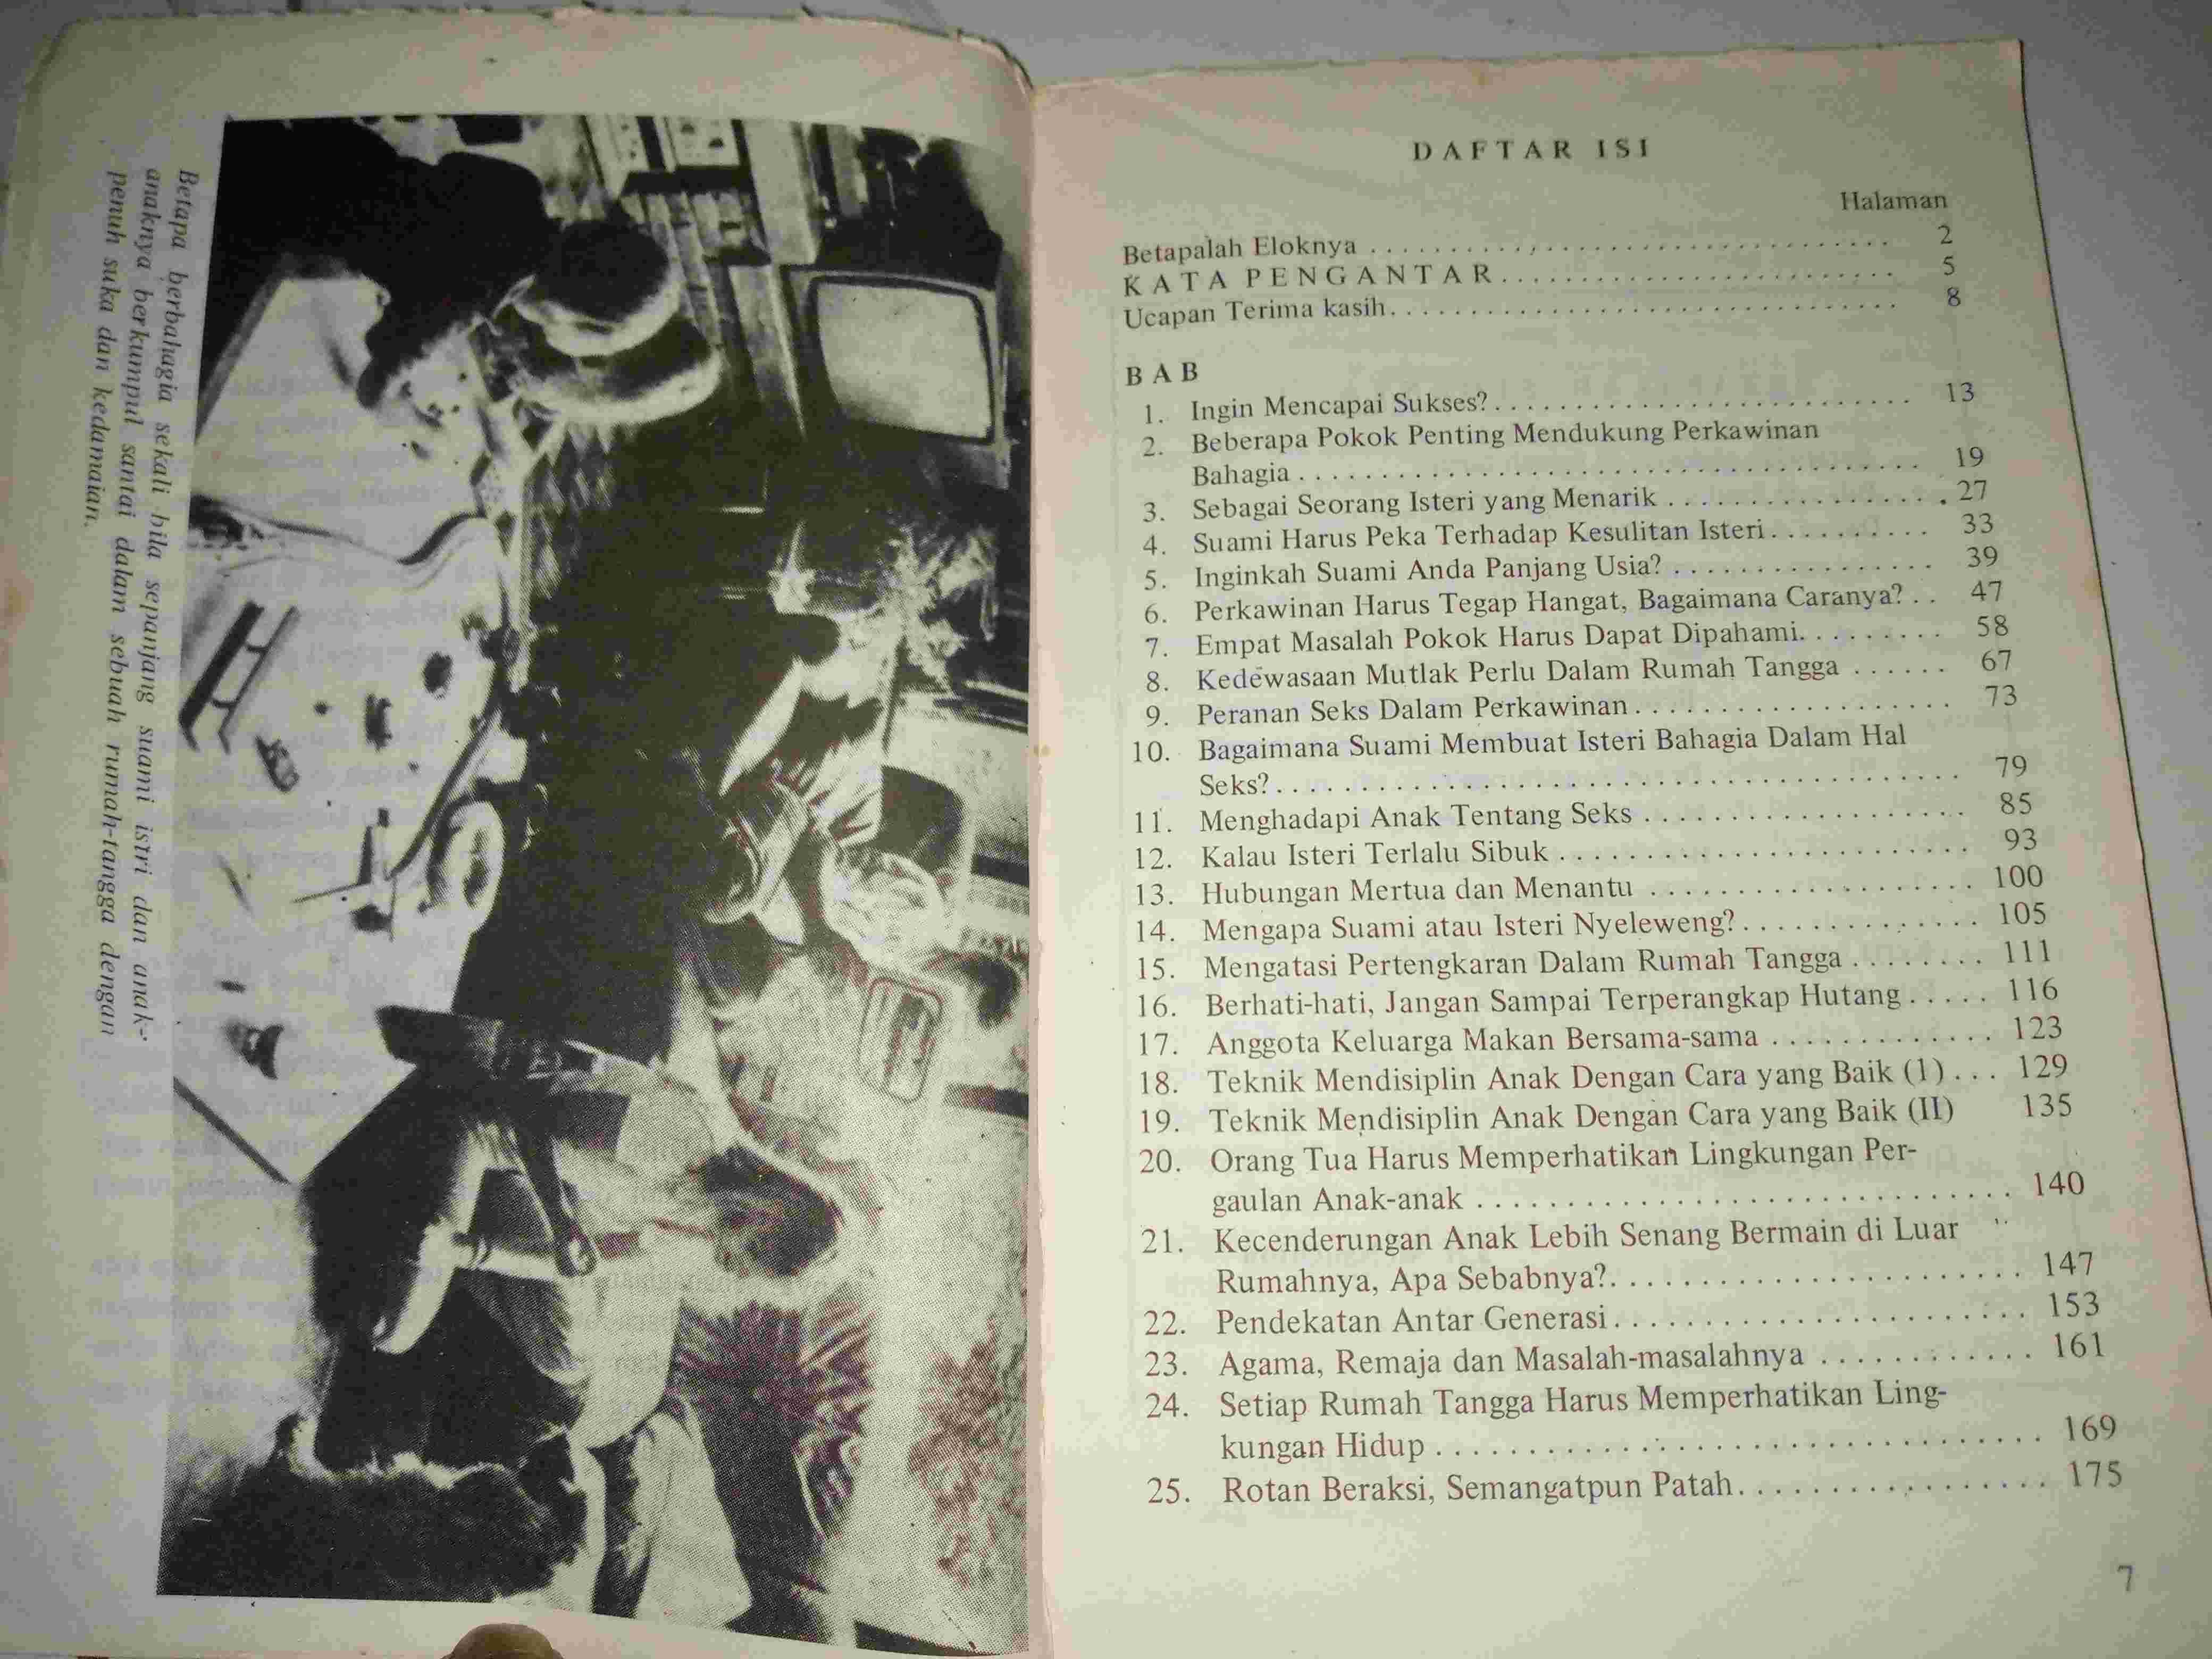 Betapa berbahagia sekali bila sepanjang suami istri dan anak-
anaknya berkumpul santai dalam sebuah rumah-tangga dengan
penuh suka dan kedamaian.
DAFTAR ISI
Halaman
Betapalah Eloknya . . . . . . . . . . . . . . . . . . . . . . . . . . . . . . . . . 2
KATA PENGANTAR . . . . . . . . . . . . . . . . . . . . . . . . . 5
Ucapan Terima kasih. . . . . . . . . . . . . . . . . . . . . . . . . . . . . . . . 8
BAB
1. Ingin Mencapai Sukses? . . . . . . . . . . . . . . . . . . . . . . . . . . 13
2. Beberapa Pokok Penting Mendukung Perkawinan
Bahagia . . . . . . . . . . . . . . . . . . . . . . . . . . . . . . . . . . . . . . 19
3. Sebagai Seorang Isteri yang Menarik . . . . . . . . . . . . . . . . . 27
4. Suami Harus Peka Terhadap Kesulitan Isteri. . . . . . . . . . 33
5. Inginkah Suami Anda Panjang Usia? . . . . . . . . . . . . . . . . 39
6. Perkawinan Harus Tegap Hangat, Bagaimana Caranya? . . 47
7. Empat Masalah Pokok Harus Dapat Dipahami. . . . . . . . . 58
8. Kedewasaan Mutlak Perlu Dalam Rumah Tangga . . . . . . 67
9. Peranan Seks Dalam Perkawinan . . . . . . . . . . . . . . . . . . . 73
10. Bagaimana Suami Membuat Isteri Bahagia Dalam Hal
Seks? . . . . . . . . . . . . . . . . . . . . . . . . . . . . . . . . . . . . . . . . 79
11. Menghadapi Anak Tentang Seks . . . . . . . . . . . . . . . . . . . 85
12. Kalau Isteri Terlalu Sibuk . . . . . . . . . . . . . . . . . . . . . . . . 93
13. Hubungan Mertua dan Menantu . . . . . . . . . . . . . . . . . . . 100
14. Mengapa Suami atau Isteri Nyeleweng? . . . . . . . . . . . . . . 105
15. Mengatasi Pertengkaran Dalam Rumah Tangga . . . . . . . . 111
16. Berhati-hati, Jangan Sampai Terperangkap Hutang . . . . . 116
17. Anggota Keluarga Makan Bersama-sama . . . . . . . . . . . . . 123
18. Teknik Mendisiplin Anak Dengan Cara yang Baik (1) . . . 129
19. Teknik Mendisiplin Anak Dengan Cara yang Baik (II) 135
20. Orang Tua Harus Memperhatikan Lingkungan Per-
gaulan Anak-anak . . . . . . . . . . . . . . . . . . . . . . . . . . . . . . 140
21. Kecenderungan Anak Lebih Senang Bermain di Luar
Rumahnya, Apa Sebabnya? . . . . . . . . . . . . . . . . . . . . . . . 147
22. Pendekatan Antar Generasi . . . . . . . . . . . . . . . . . . . . . . . 153
23. Agama, Remaja dan Masalah-masalahnya . . . . . . . . . . . . 161
24. Setiap Rumah Tangga Harus Memperhatikan Ling-
kungan Hidup . . . . . . . . . . . . . . . . . . . . . . . . . . . . . . . . . . 169
25. Rotan Beraksi, Semangatpun Patah. . . . . . . . . . . . . . . . . 175
7